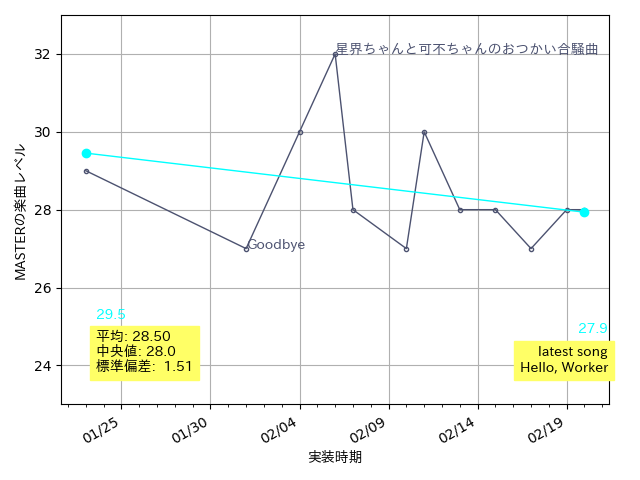 32
30
28
26
24
MASTERの楽曲レベル
星界ちゃんと可不ちゃんのおつかい合騒曲
Goodbye
29.5
平均: 28.50
中央値: 28.0
標準偏差: 1.51
27.9
latest song
Hello, Worker
01/25
01/30
02/04
02/09
02/14
02/19
実装時期